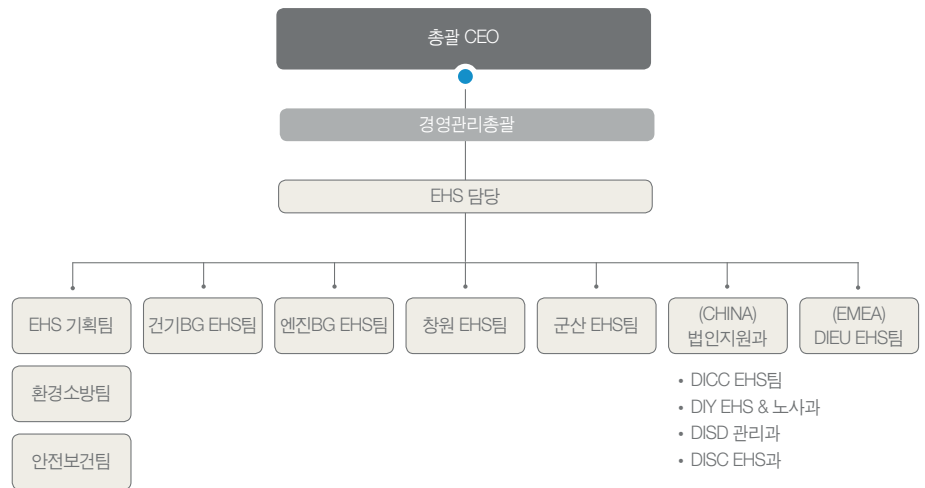 총괄 CEO
경영관리총괄
EHS 담당
EHS 기획팀
건기BG EHS팀
엔진BG EHS팀
창원 EHS팀
군산 EHS팀
(CHINA)
법인지원과
(EMEA)
DIEU EHS팀
환경소방팀
안전보건팀
• DICC EHS팀
• DIY EHS & 노사과
• DISD 관리과
• DISC EHS과